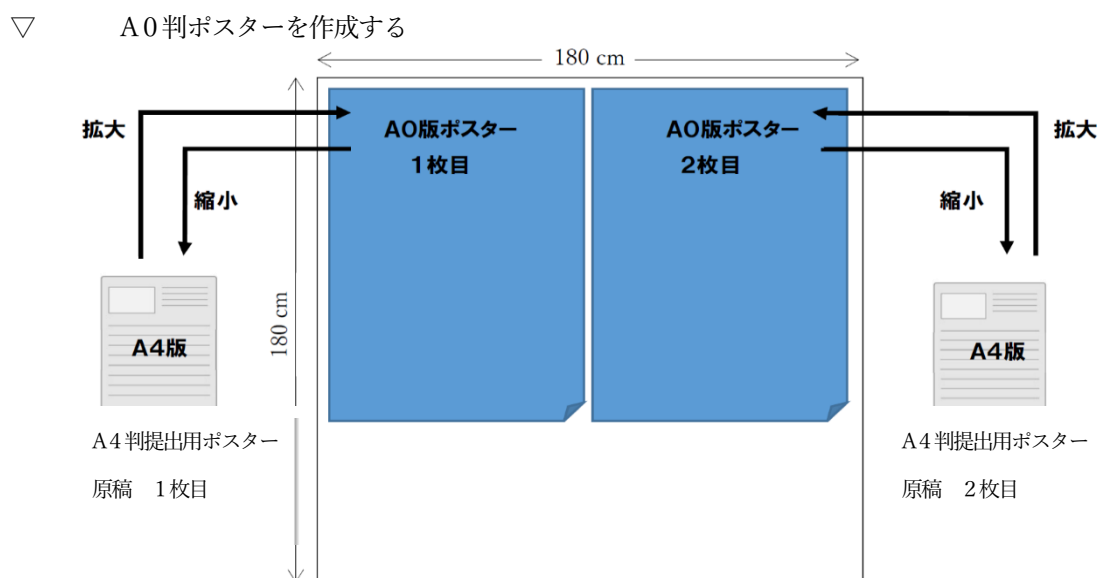 ▽　Ａ０判ポスターを作成する
180 cm
拡大
縮小
A0版ポスター
1枚目
A0版ポスター
2枚目
拡大
縮小
180 cm
A4版
A4版
Ａ４判提出用ポスター
原稿　１枚目
Ａ４判提出用ポスター
原稿　２枚目